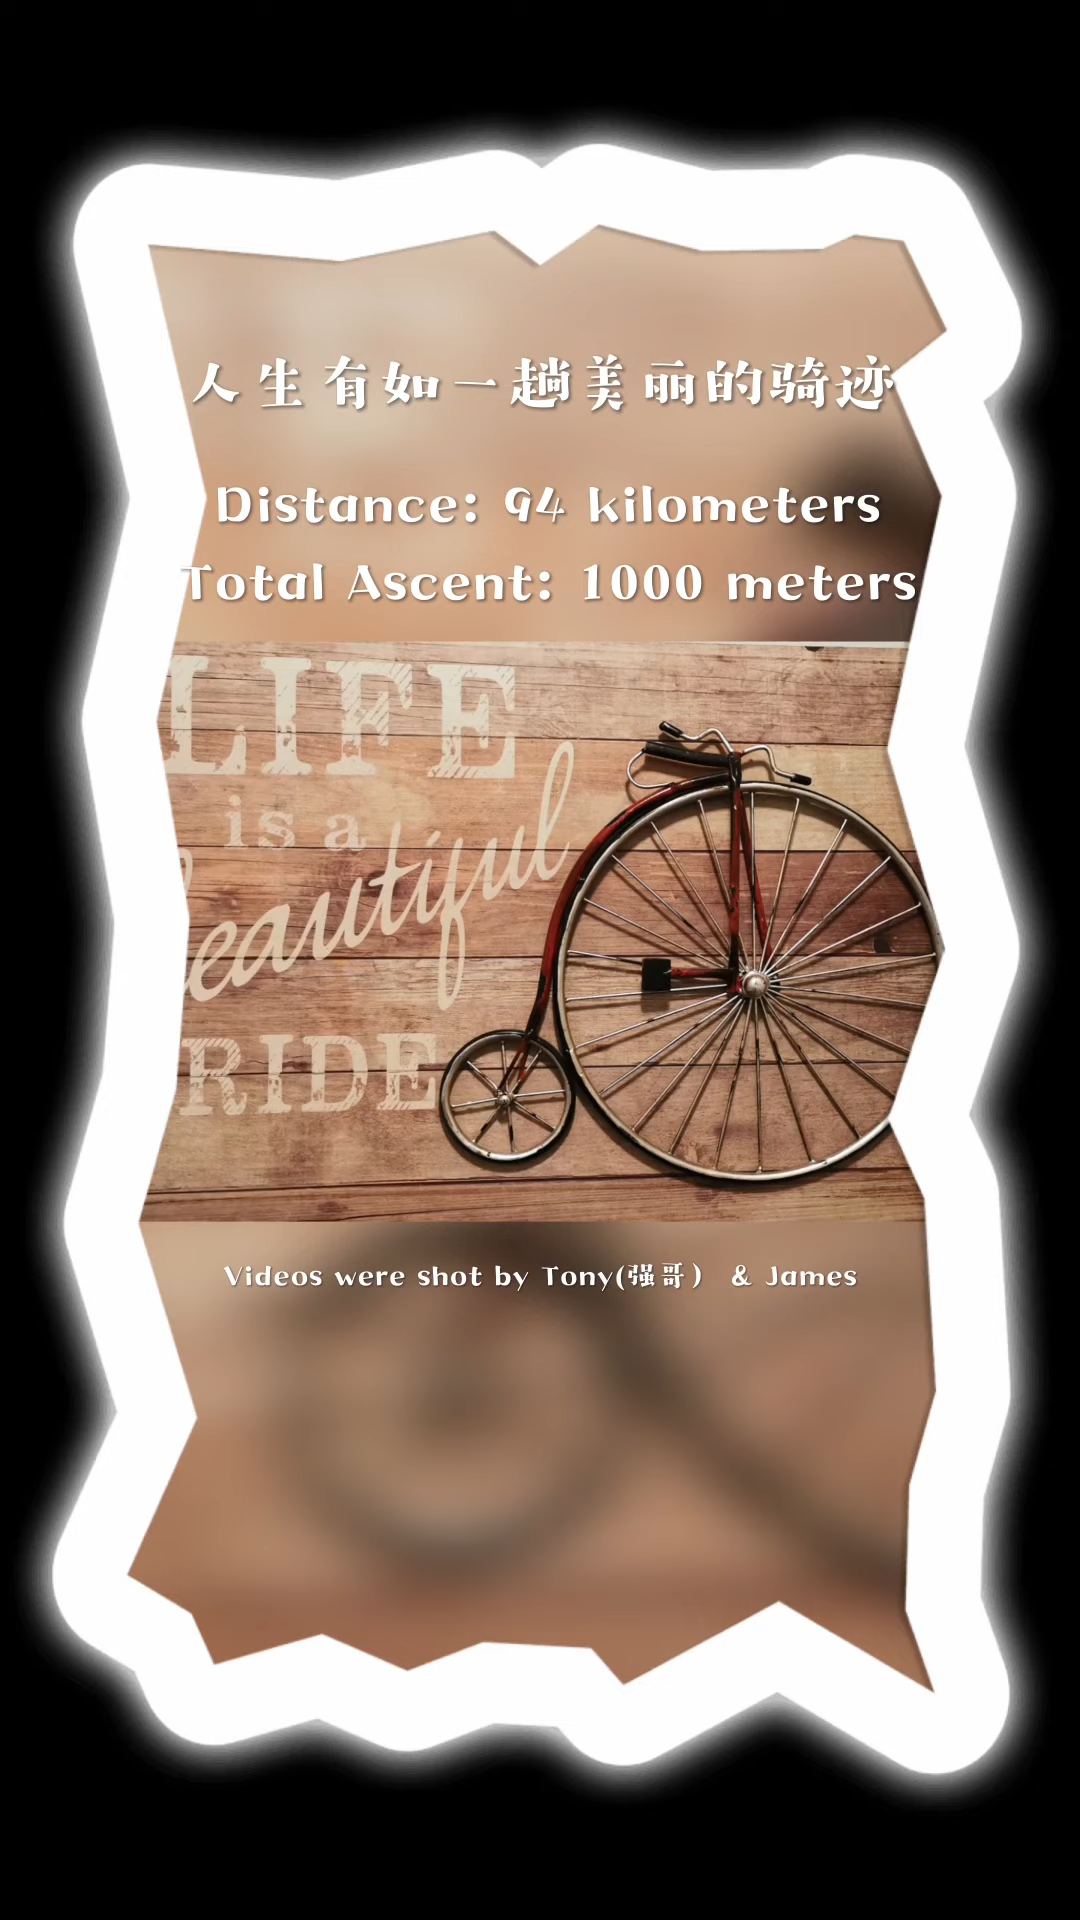 人生有如一趟美丽的骑迹
Distance: 94 kilometers
Total Ascent: 1000 meters
LIFE
is a
beautiful
RIDE
Videos were shot by Tony(强哥） & James